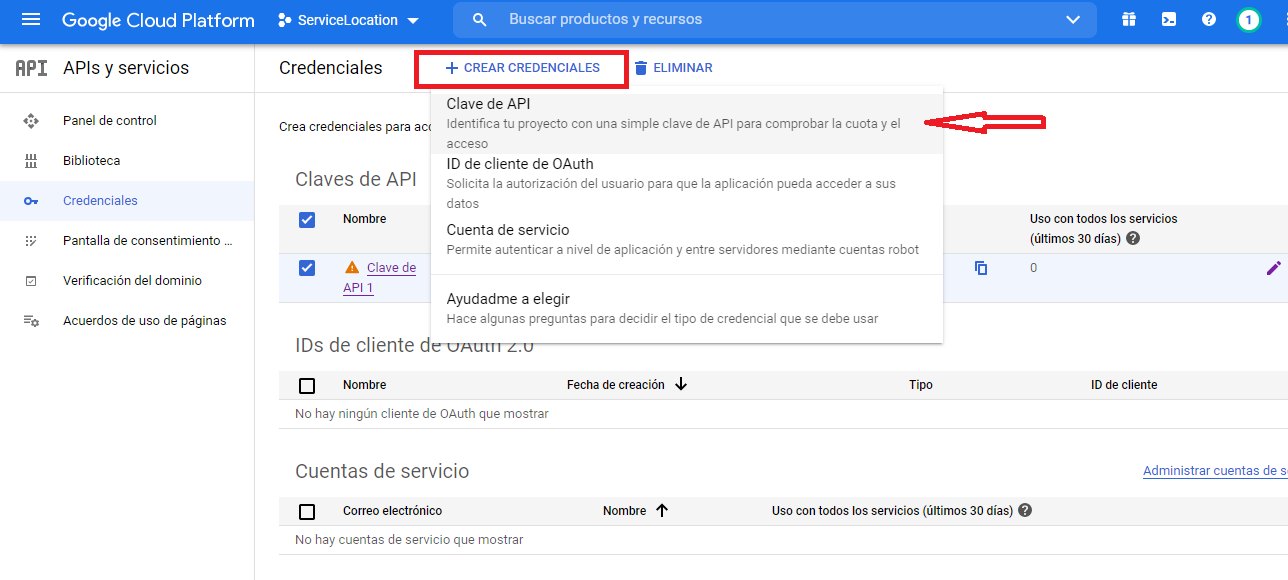 Google Cloud Platform ServiceLocation Buscar productos y recursos 1
API APIs y servicios Credenciales + CREAR CREDENCIALES ELIMINAR
Clave de API
Panel de control
Crea credenciales para acc
Identifica tu proyecto con una simple clave de API para comprobar la cuota y el
acceso
Biblioteca
ID de cliente de OAuth
Claves de API
Solicita la autorización del usuario para que la aplicación pueda acceder a sus
datos
Credenciales
Nombre
Uso con todos los servicios
(últimos 30 días) ?
Cuenta de servicio
Permite autenticar a nivel de aplicación y entre servidores mediante cuentas robot
Pantalla de consentimiento ...
Clave de
API 1
0
Verificación del dominio
Ayudadme a elegir
Hace algunas preguntas para decidir el tipo de credencial que se debe usar
Acuerdos de uso de páginas
IDs de cliente de OAuth 2.0
Nombre Fecha de creación Tipo ID de cliente
No hay ningún cliente de OAuth que mostrar
Cuentas de servicio Administrar cuentas de s
Correo electrónico Nombre Uso con todos los servicios (últimos 30 días) ?
No hay cuentas de servicio que mostrar